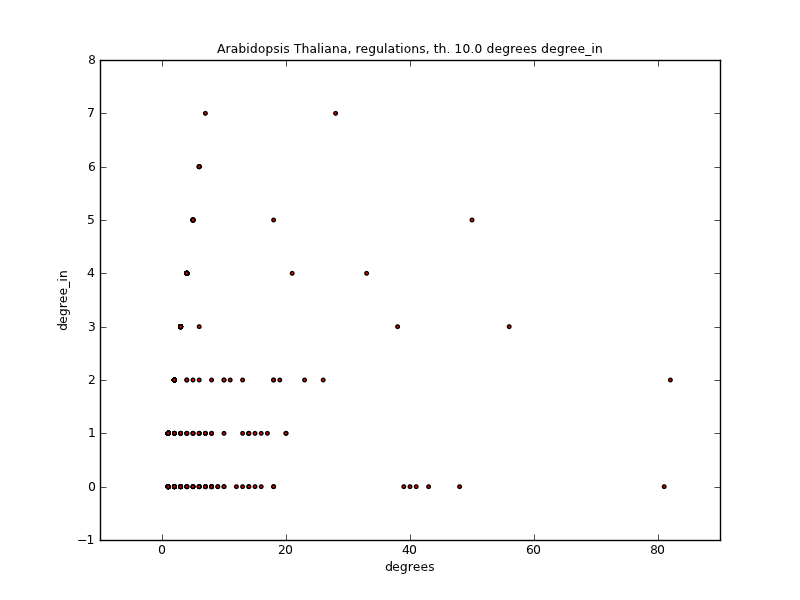 Arabidopsis Thaliana, regulations, th. 10.0 degrees degree_in
8
7
6
5
4
3
2
1
0
−1
degree_in
0 20 40 60 80
degrees